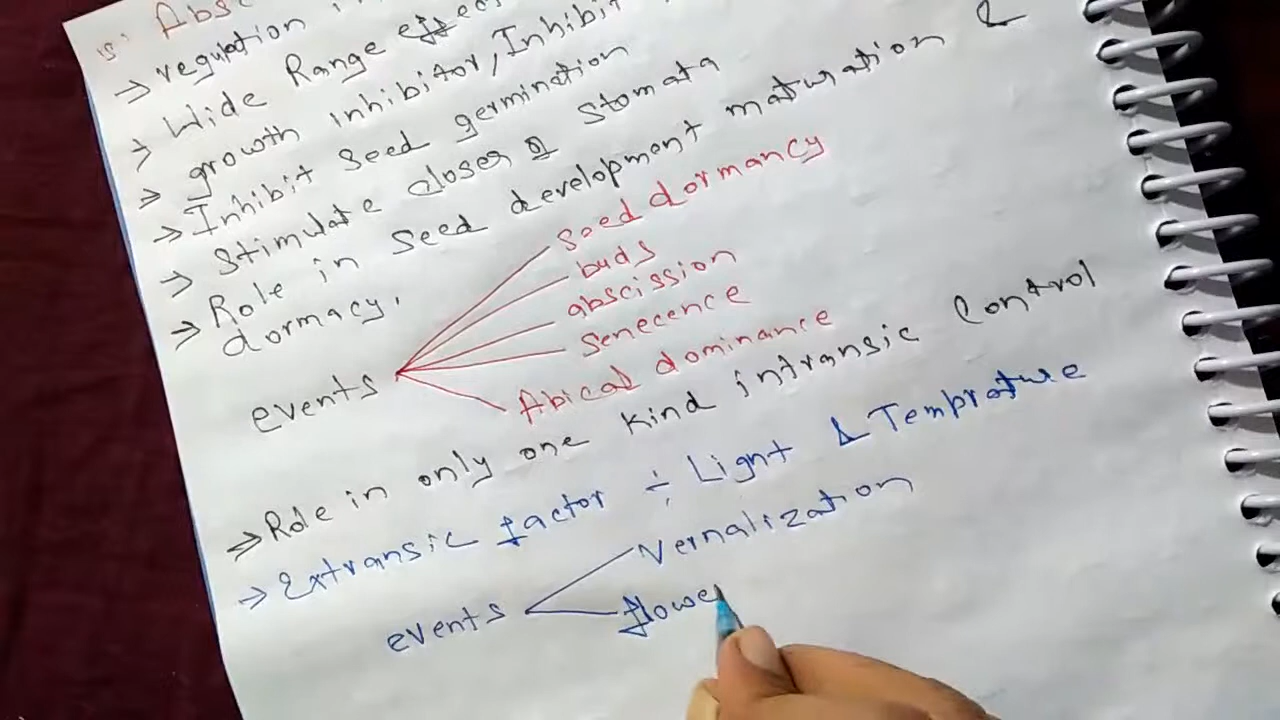 Abs
→ regulation
→ Wide Range effec
→ growth inhibitor, Inhibit
→ Inhibit seed germination
→ Stimulate closer of stomata
→ Role in seed development maturation &
dormacy.
events
seed dormancy
buds
abscission
Senecence
Abical dominance
→ Role in only one kind intransic Control
→ Extransic factor ÷ Light & Temprature
events
Vernalization
flowe